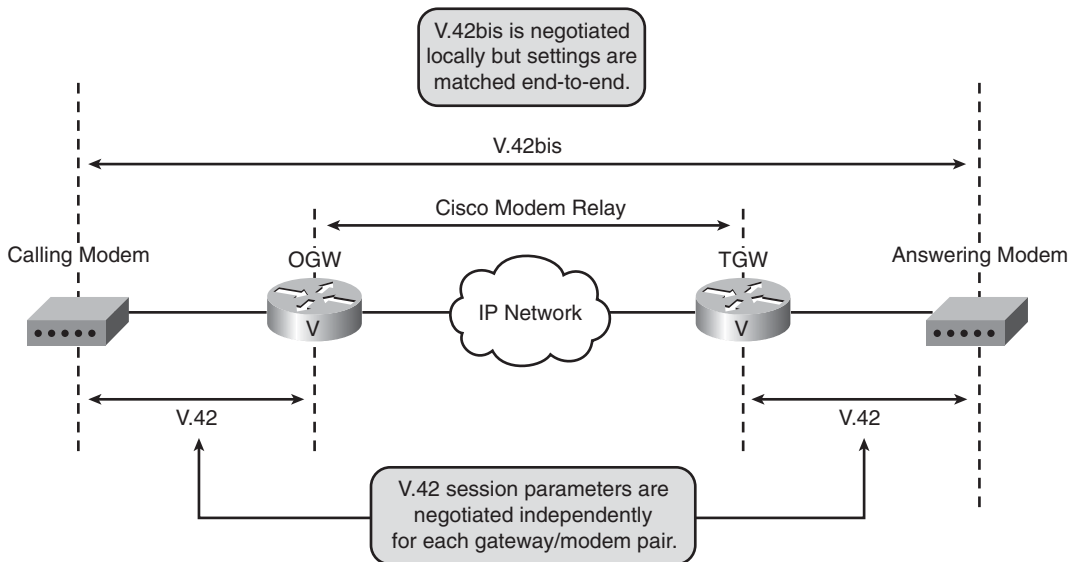 V.42bis is negotiated
locally but settings are
matched end-to-end.
V.42bis
Cisco Modem Relay
Calling Modem
OGW
TGW
Answering Modem
V
IP Network
V
V.42
V.42
V.42 session parameters are
negotiated independently
for each gateway/modem pair.